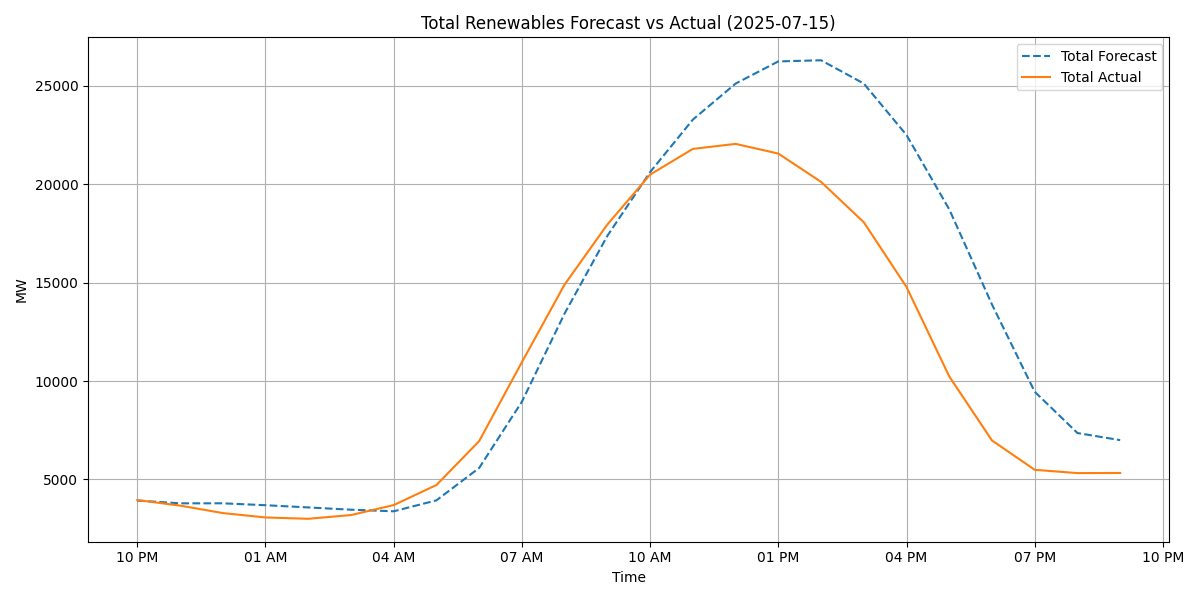 Total Renewables Forecast vs Actual (2025-07-15)
Total Forecast
Total Actual
25000
20000
15000
10000
5000
MW
10 PM 01 AM 04 AM 07 AM 10 AM 01 PM 04 PM 07 PM 10 PM
Time